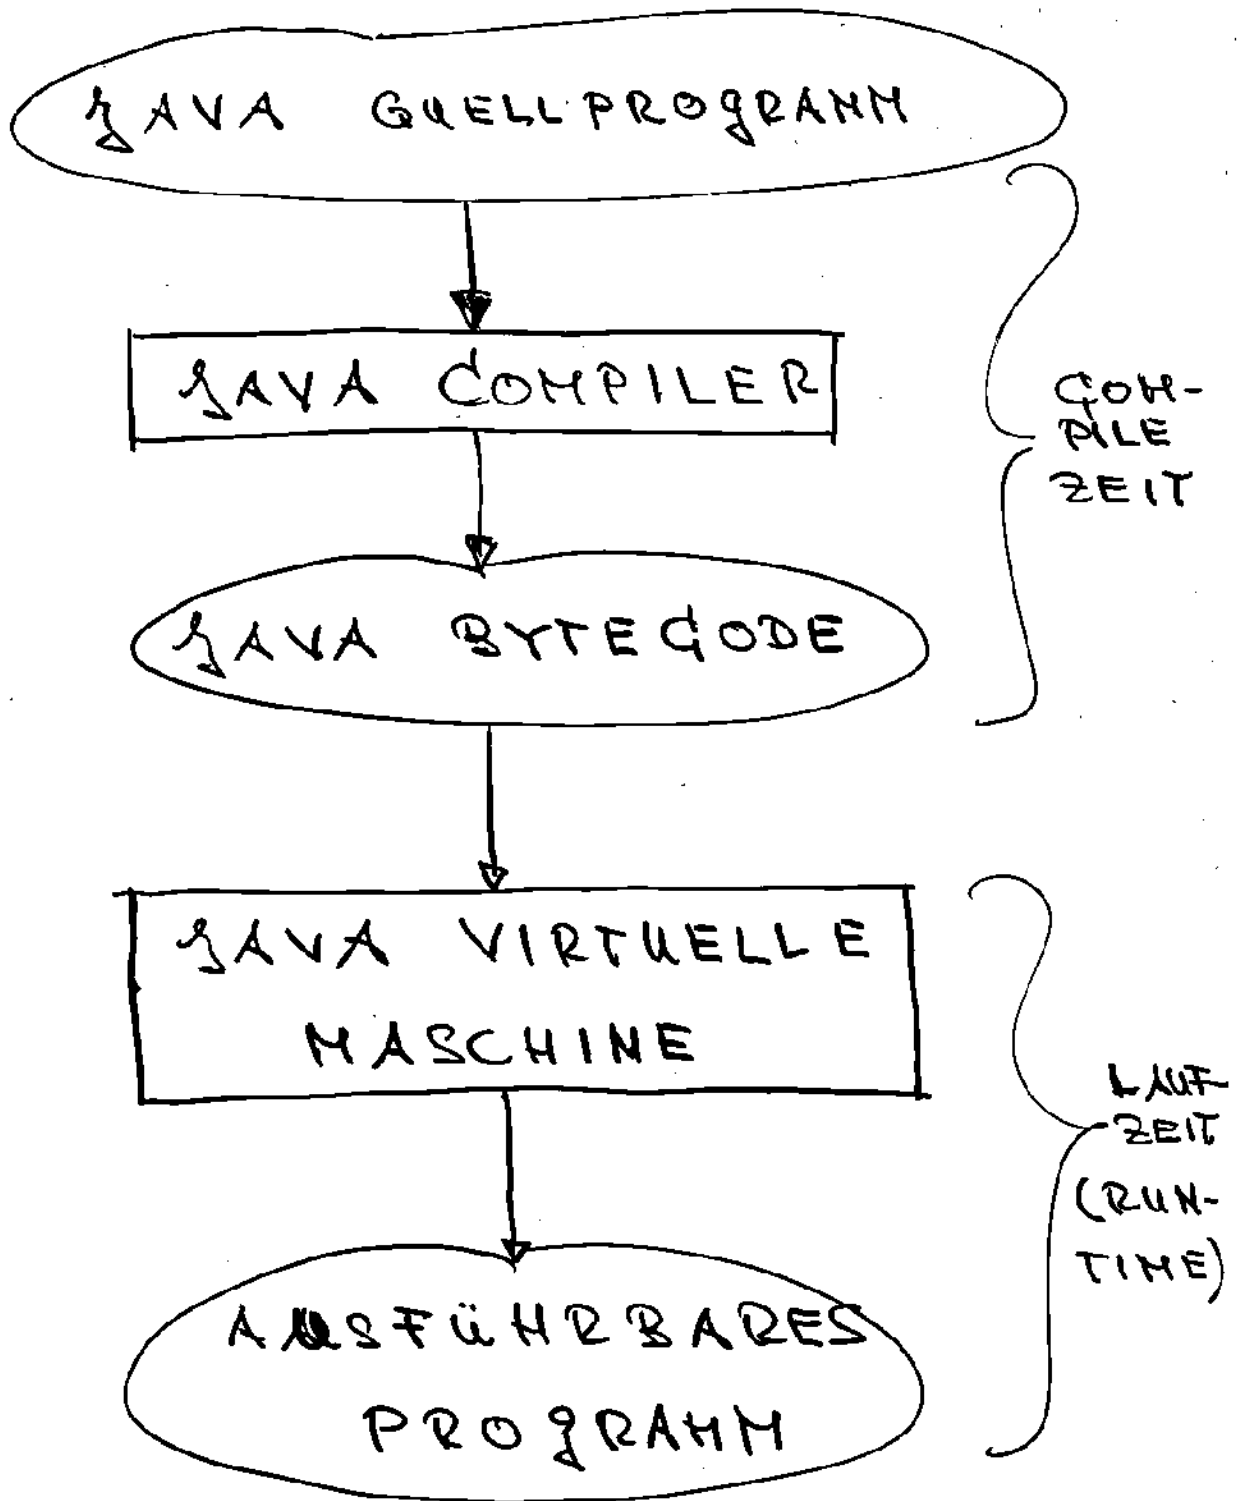 JAVA QUELLPROGRAMM
JAVA COMPILER
COM-
PILE
ZEIT
JAVA BYTECODE
JAVA VIRTUELLE
MASCHINE
LAUF-
ZEIT
(RUN-
TIME)
AUSFÜHRBARES
PROGRAMM